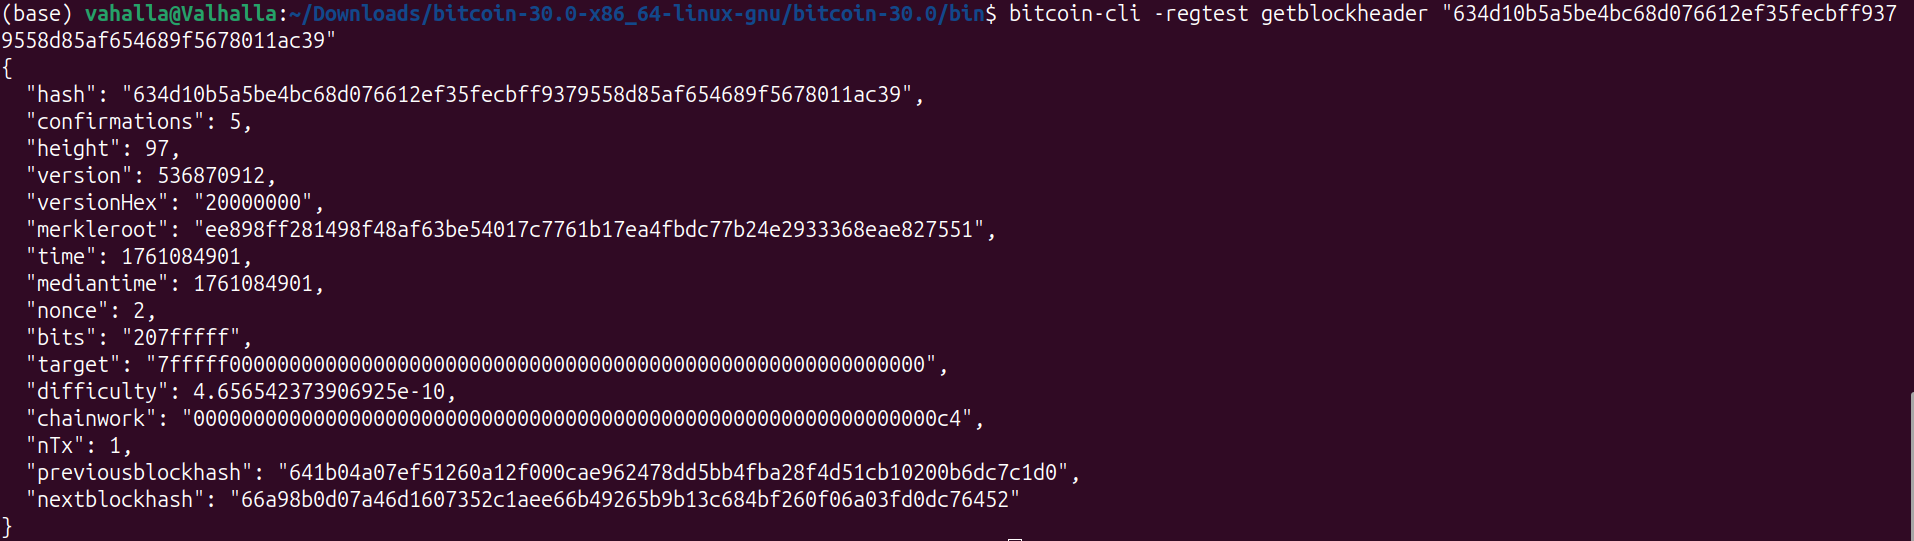 (base) vahalla@Valhalla:~/Downloads/bitcoin-30.0-x86_64-linux-gnu/bitcoin-30.0/bin$ bitcoin-cli -regtest getblockheader "634d10b5a5be4bc68d076612ef35fecbff937
9558d85af654689f5678011ac39"
{
  "hash": "634d10b5a5be4bc68d076612ef35fecbff9379558d85af654689f5678011ac39",
  "confirmations": 5,
  "height": 97,
  "version": 536870912,
  "versionHex": "20000000",
  "merkleroot": "ee898ff281498f48af63be54017c7761b17ea4fbdc77b24e2933368eae827551",
  "time": 1761084901,
  "mediantime": 1761084901,
  "nonce": 2,
  "bits": "207fffff",
  "target": "7fffff0000000000000000000000000000000000000000000000000000000000",
  "difficulty": 4.656542373906925e-10,
  "chainwork": "00000000000000000000000000000000000000000000000000000000000000c4",
  "nTx": 1,
  "previousblockhash": "641b04a07ef51260a12f000cae962478dd5bb4fba28f4d51cb10200b6dc7c1d0",
  "nextblockhash": "66a98b0d07a46d1607352c1aee66b49265b9b13c684bf260f06a03fd0dc76452"
}